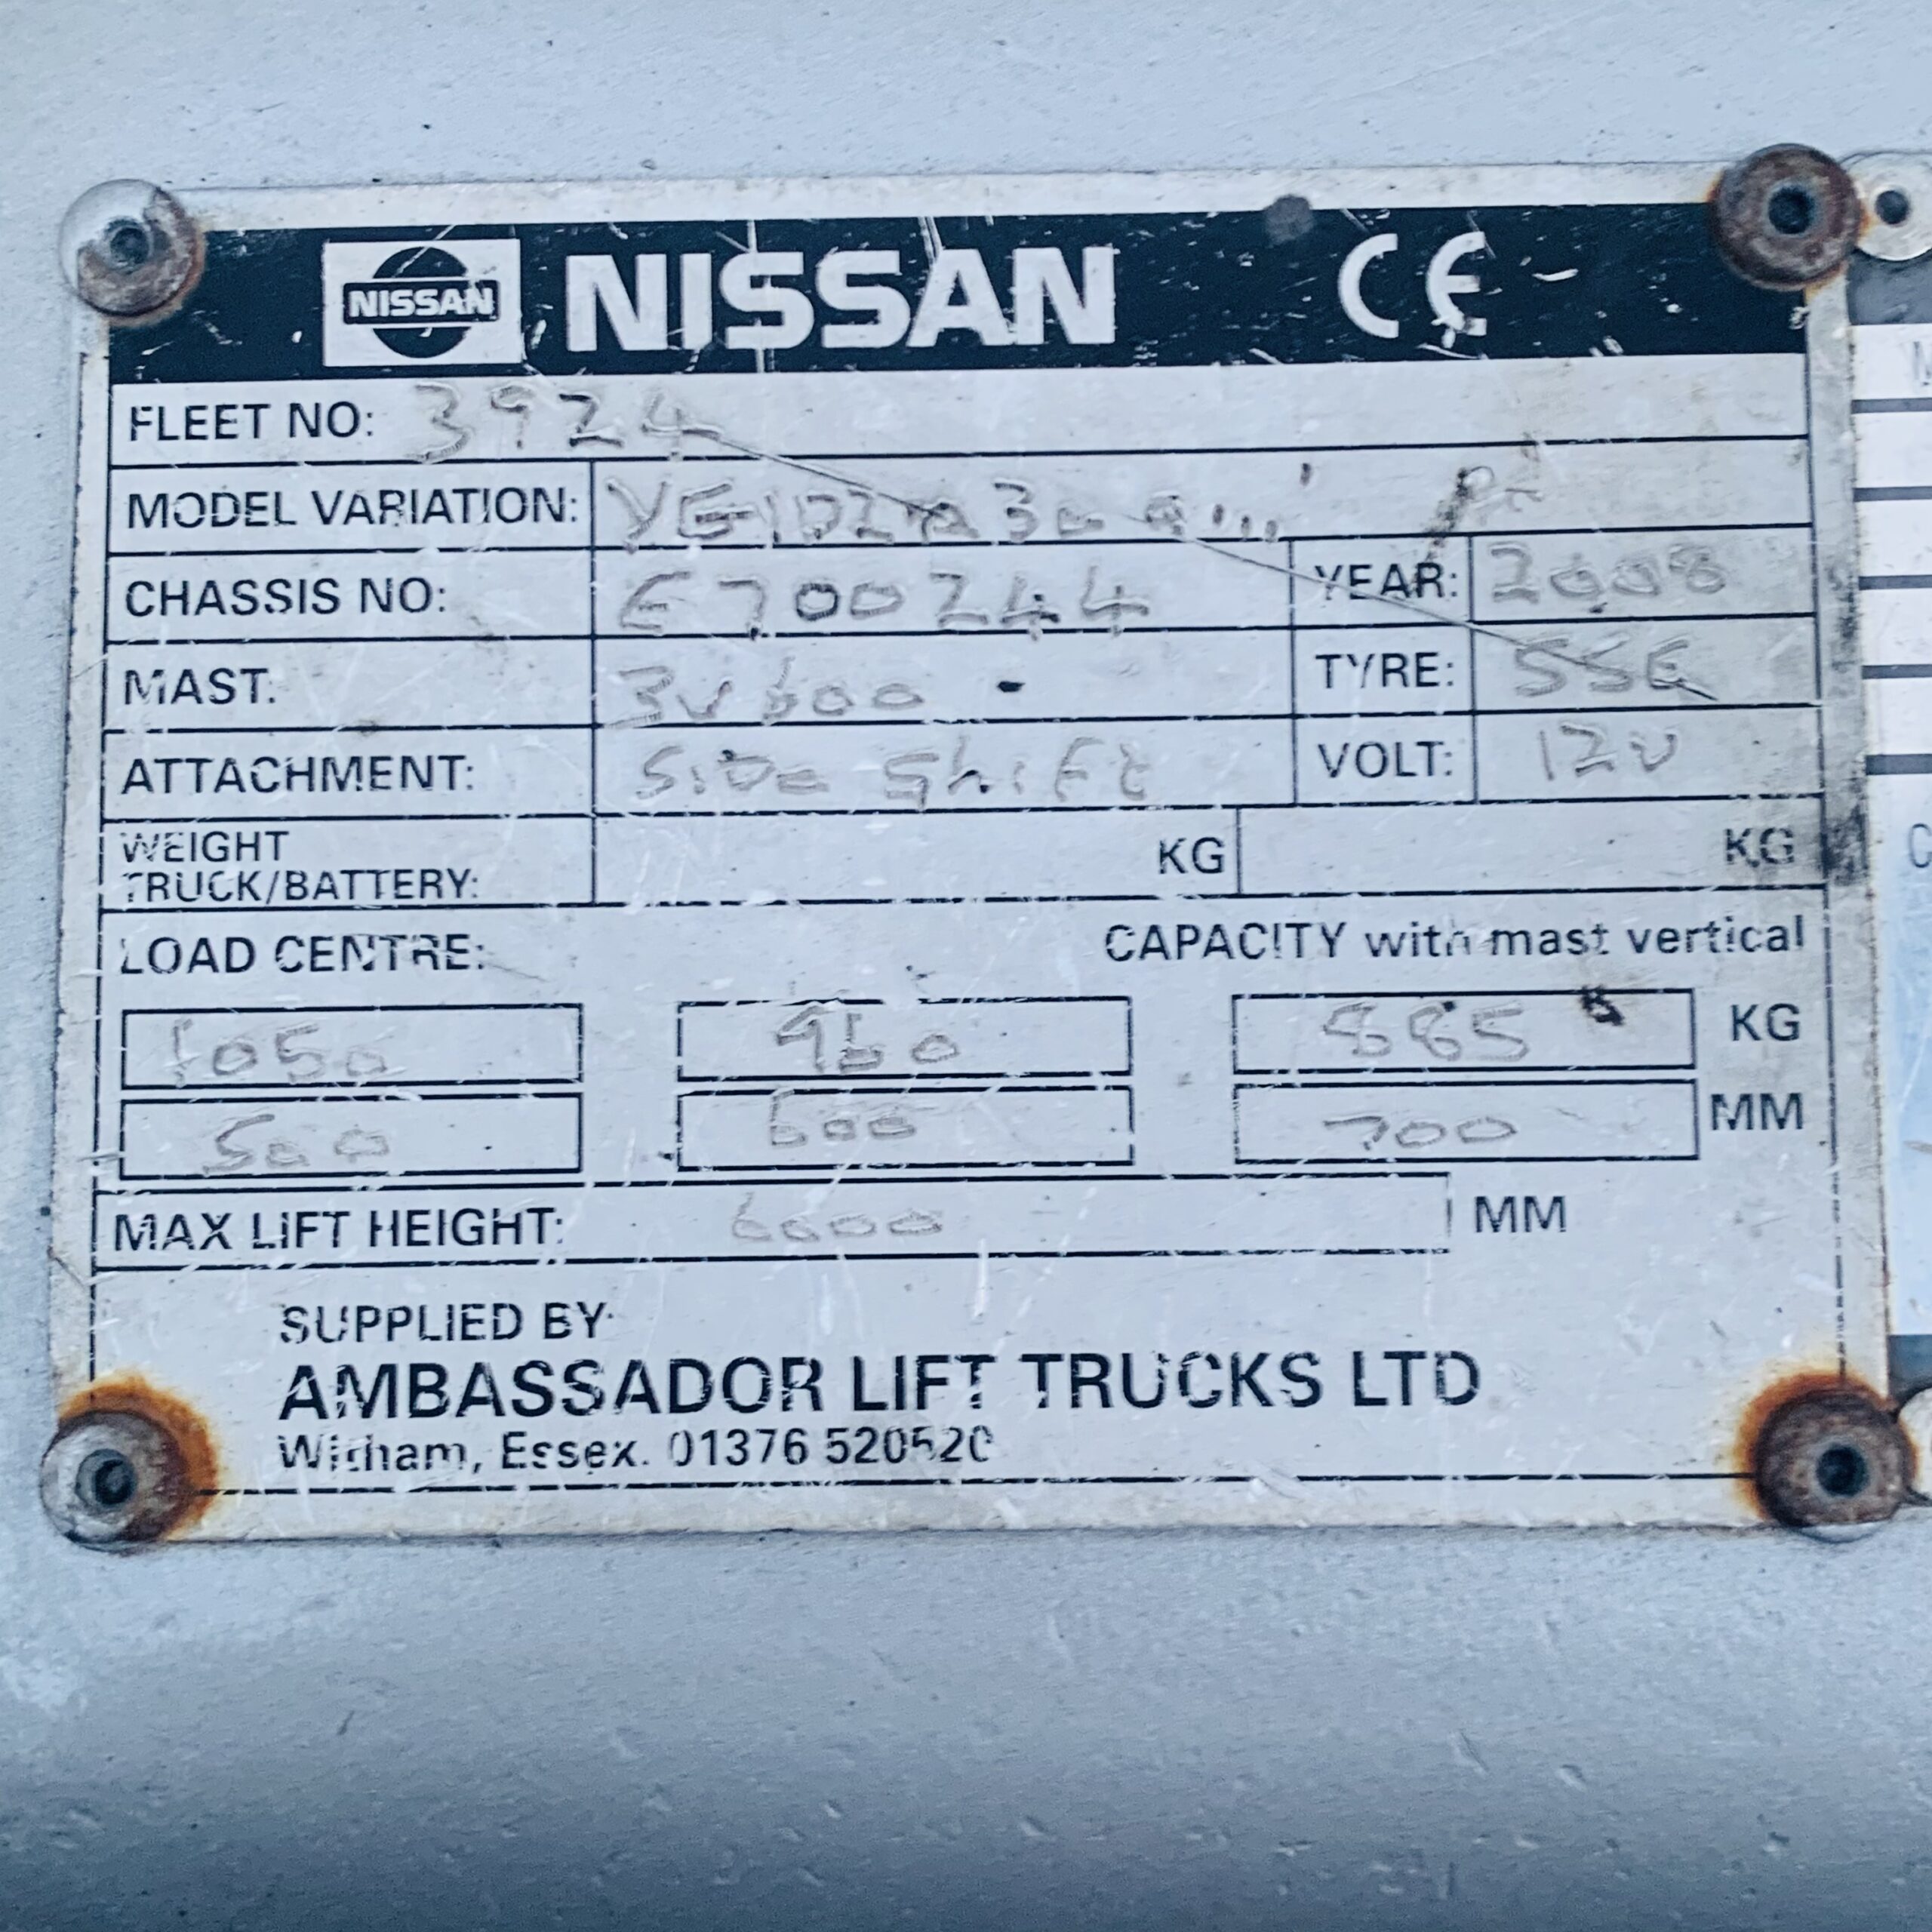 NISSAN NISSAN CE
FLEET NO: 3924
MODEL VARIATION:
CHASSIS NO: E700244 YEAR: 2008
MAST: 3V600 TYRE: SSE
ATTACHMENT: Side Shift VOLT: 12V
WEIGHT
TRUCK/BATTERY: KG KG
LOAD CENTRE: CAPACITY with mast vertical
1050 960 885 KG
500 600 700 MM
MAX LIFT HEIGHT: 6000 MM
SUPPLIED BY
AMBASSADOR LIFT TRUCKS LTD
Witham, Essex. 01376 520520